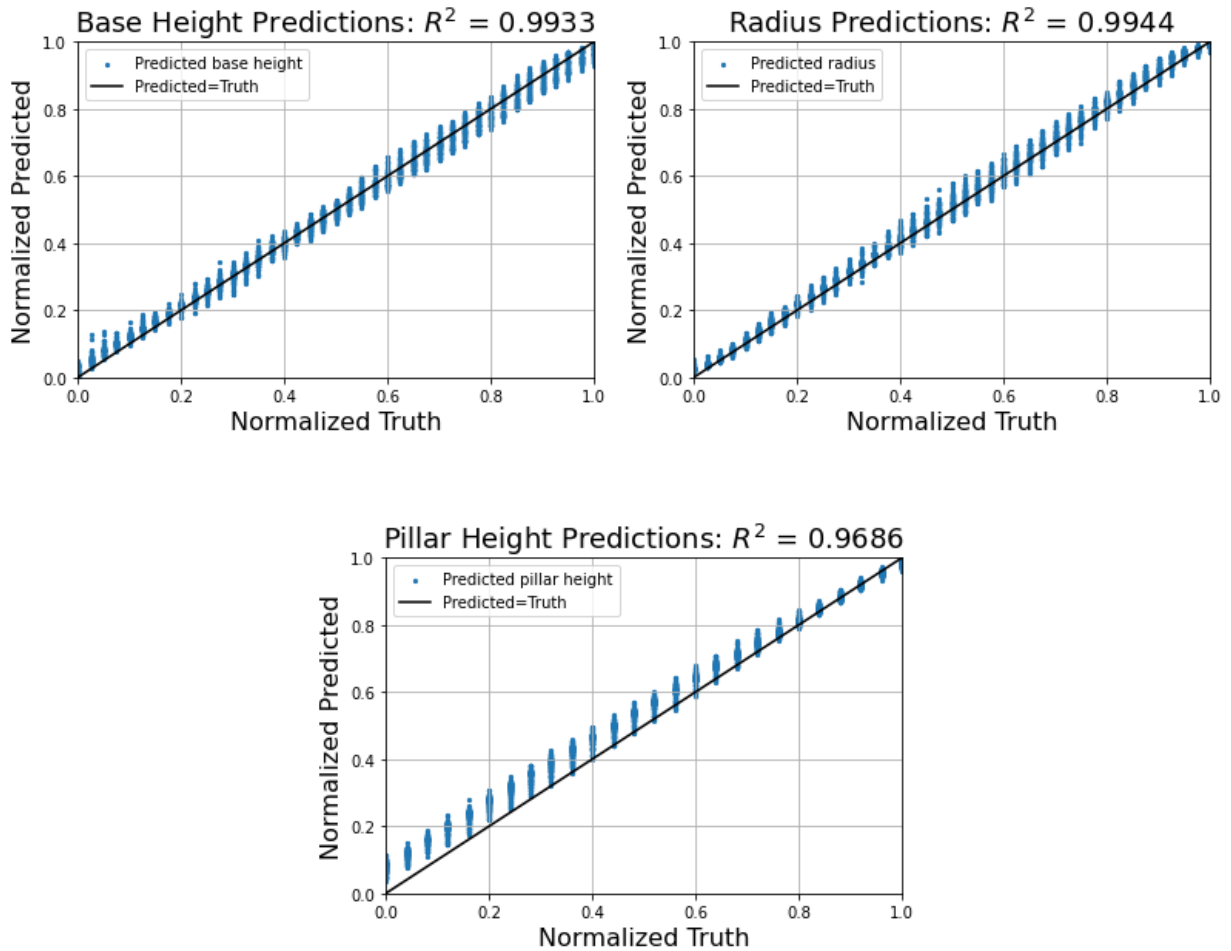 Base Height Predictions: R² = 0.9933
Predicted base height
Predicted=Truth
1.0
0.8
0.6
0.4
0.2
0.0
Normalized Predicted
0.0 0.2 0.4 0.6 0.8 1.0
Normalized Truth
Radius Predictions: R² = 0.9944
Predicted radius
Predicted=Truth
1.0
0.8
0.6
0.4
0.2
0.0
Normalized Predicted
0.0 0.2 0.4 0.6 0.8 1.0
Normalized Truth
Pillar Height Predictions: R² = 0.9686
Predicted pillar height
Predicted=Truth
1.0
0.8
0.6
0.4
0.2
0.0
Normalized Predicted
0.0 0.2 0.4 0.6 0.8 1.0
Normalized Truth